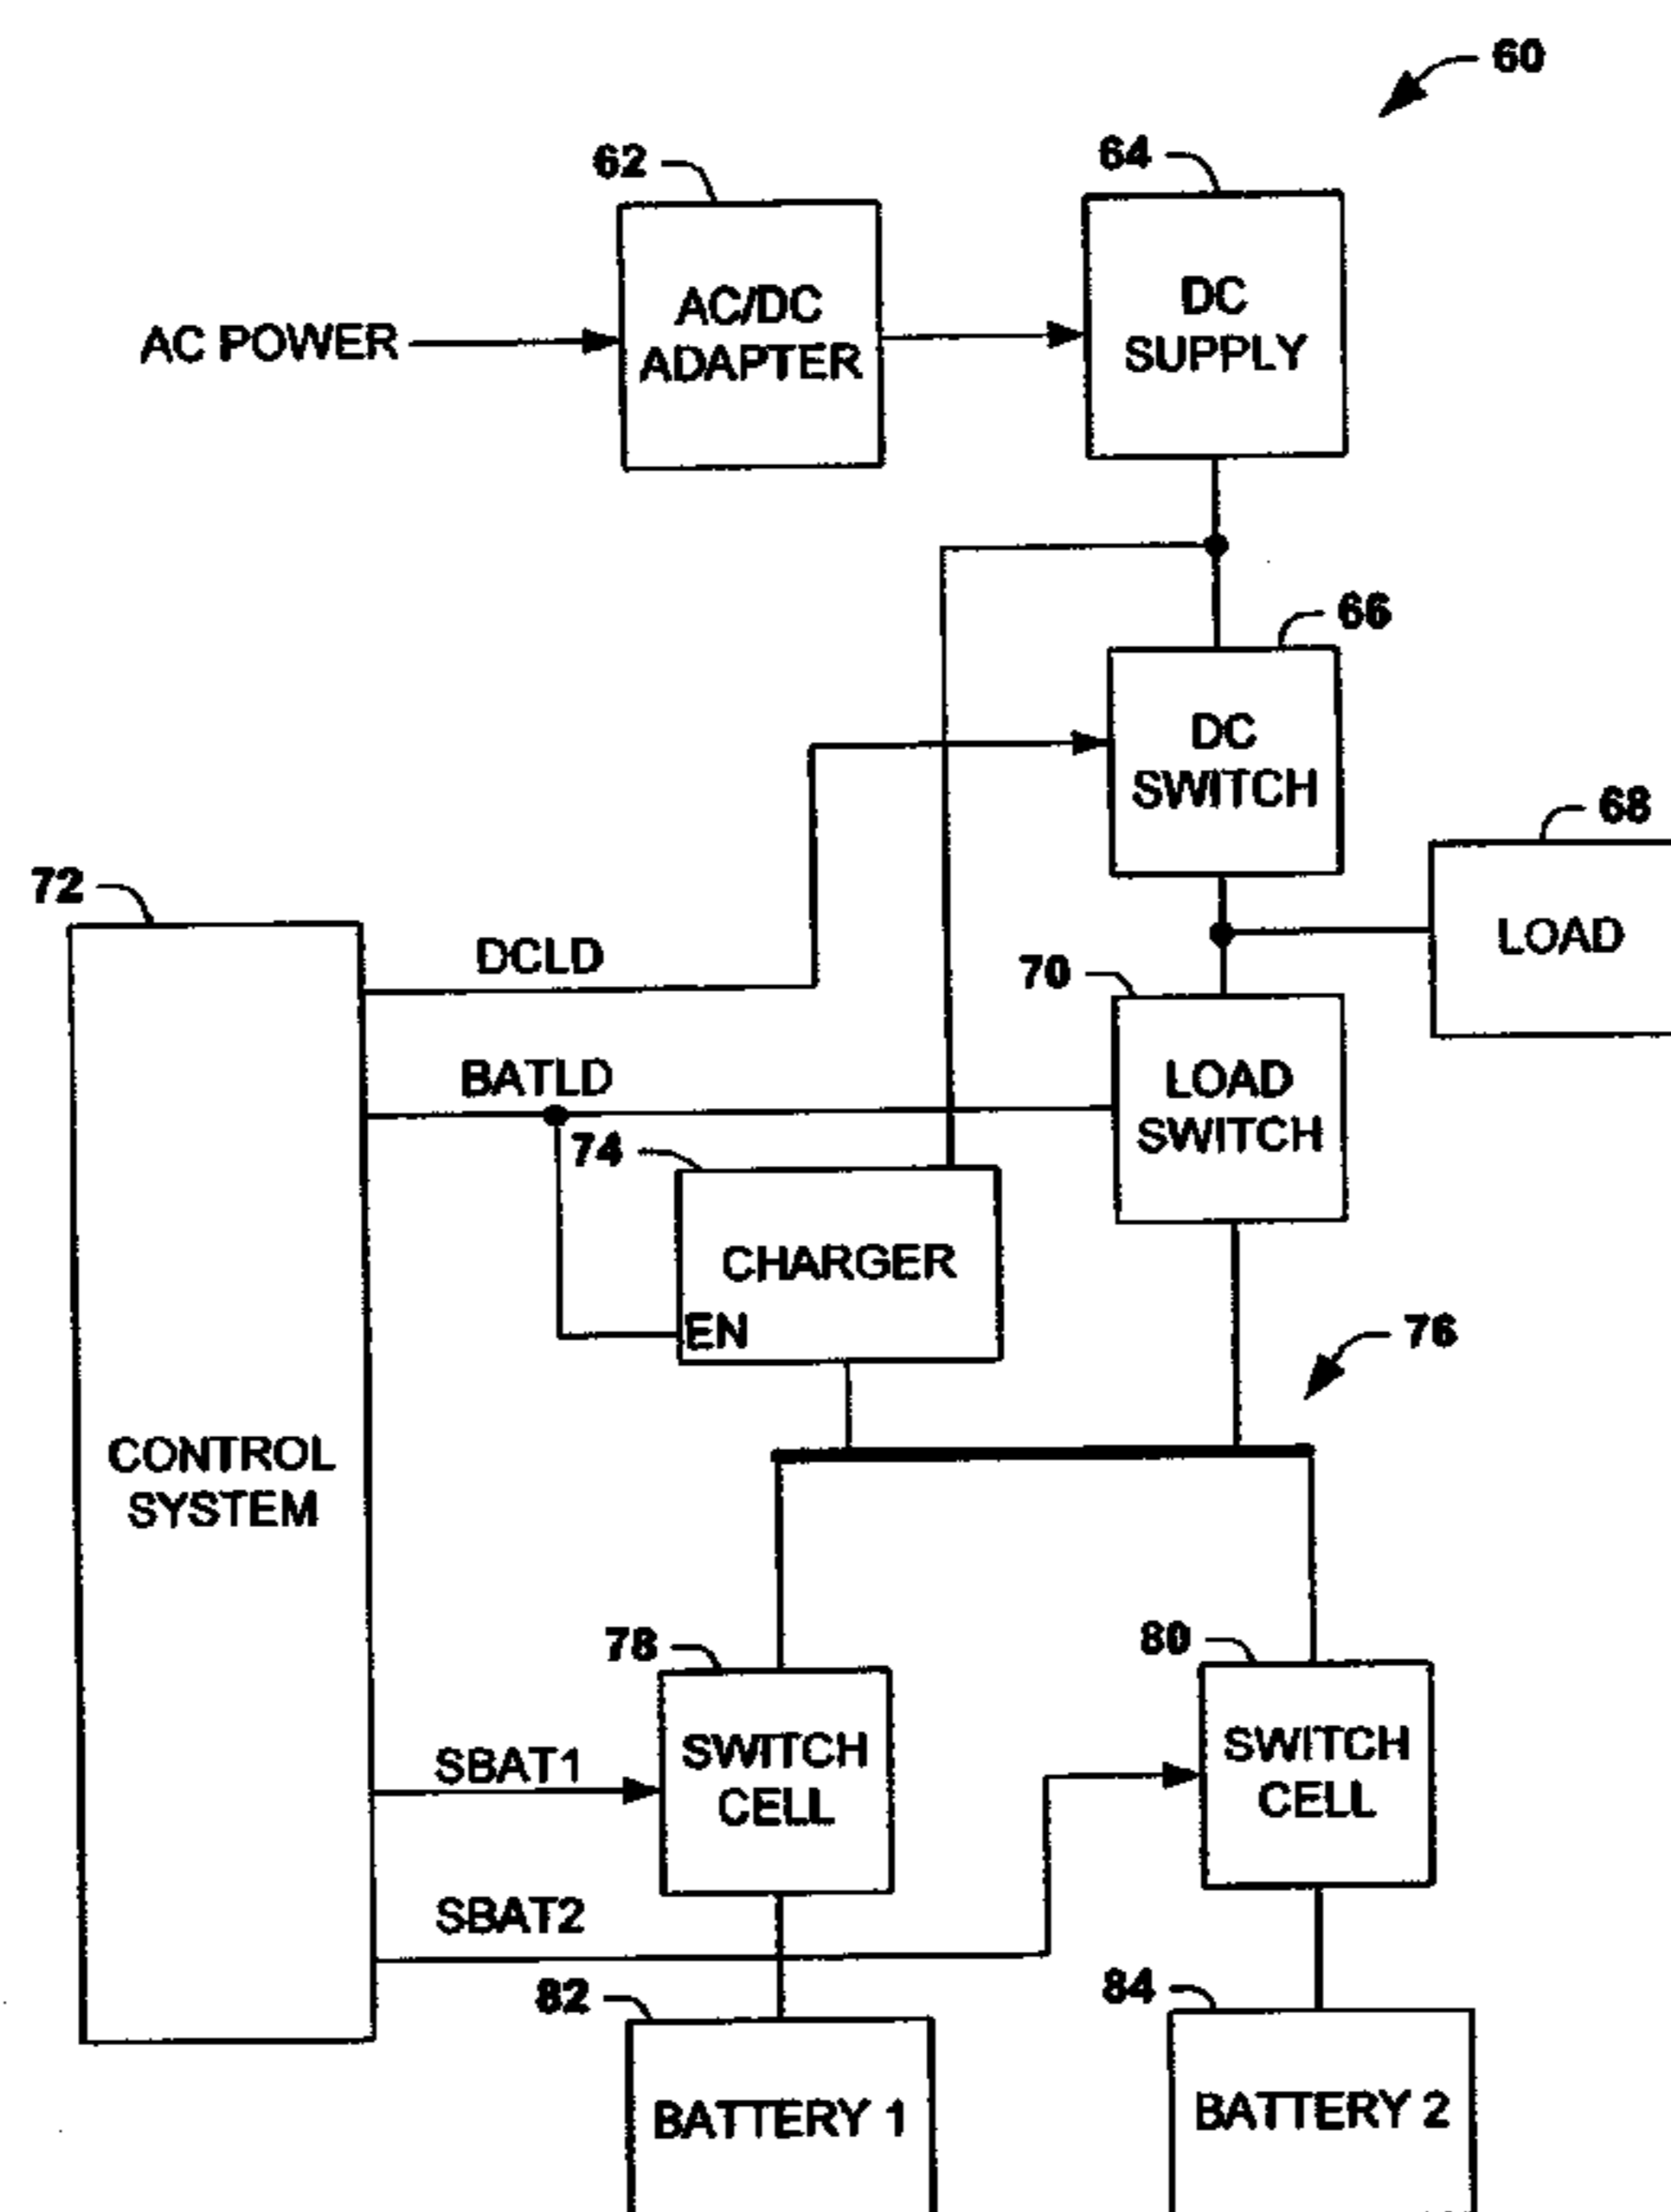 60
62
64
AC POWER
AC/DC
ADAPTER
DC
SUPPLY
66
DC
SWITCH
68
LOAD
72
DCLD
70
BATLD
LOAD
SWITCH
74
CHARGER
EN
76
CONTROL
SYSTEM
78
80
SBAT1
SWITCH
CELL
SWITCH
CELL
SBAT2
82
84
BATTERY 1
BATTERY 2